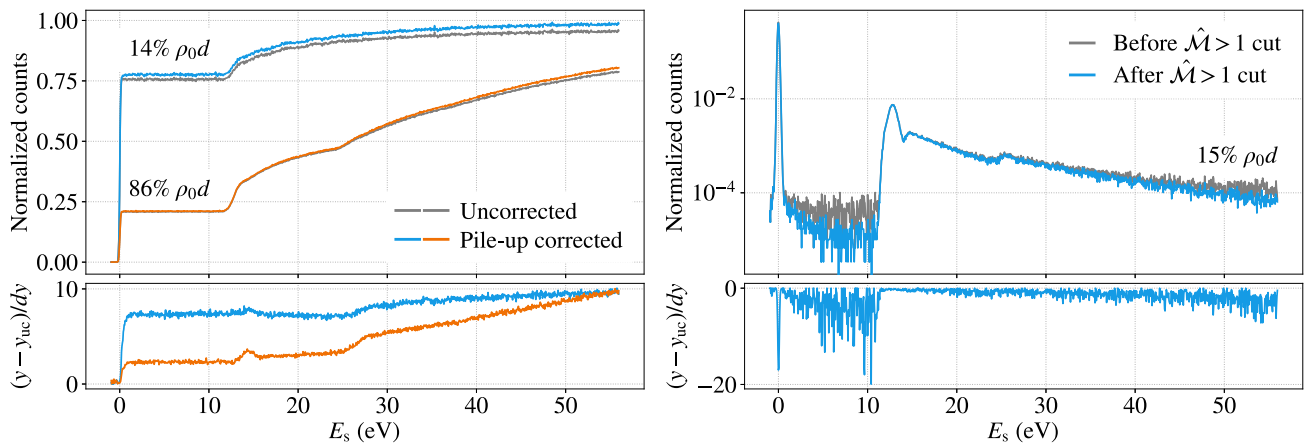 Normalized counts
1.00
0.75
0.50
0.25
0.00
14% ρ₀d
86% ρ₀d
Uncorrected
Pile-up corrected
(y − y_uc)/dy
10
0
0 10 20 30 40 50
E_s (eV)
Normalized counts
10⁻²
10⁻⁴
Before ℳ̂ > 1 cut
After ℳ̂ > 1 cut
15% ρ₀d
(y − y_uc)/dy
0
−20
0 10 20 30 40 50
E_s (eV)